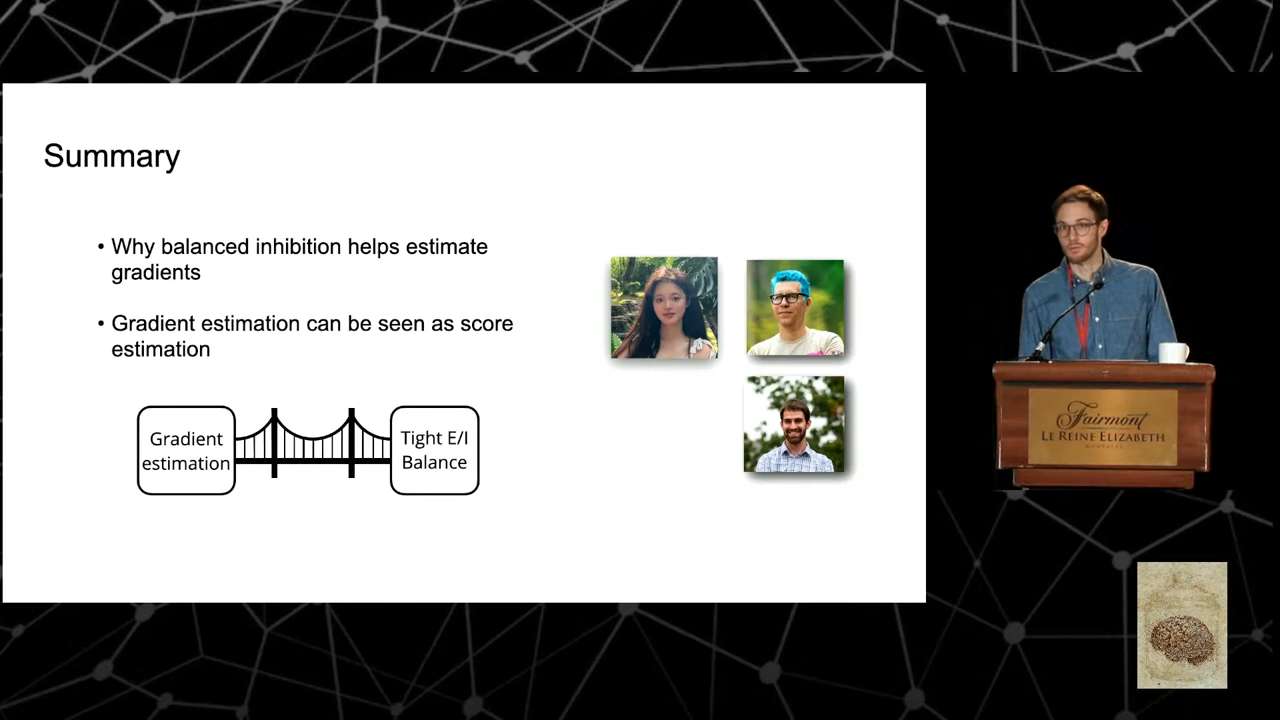 Summary
• Why balanced inhibition helps estimate
gradients
• Gradient estimation can be seen as score
estimation
Gradient
estimation
Tight E/I
Balance
Fairmont
LE REINE ELIZABETH
MONTRÉAL